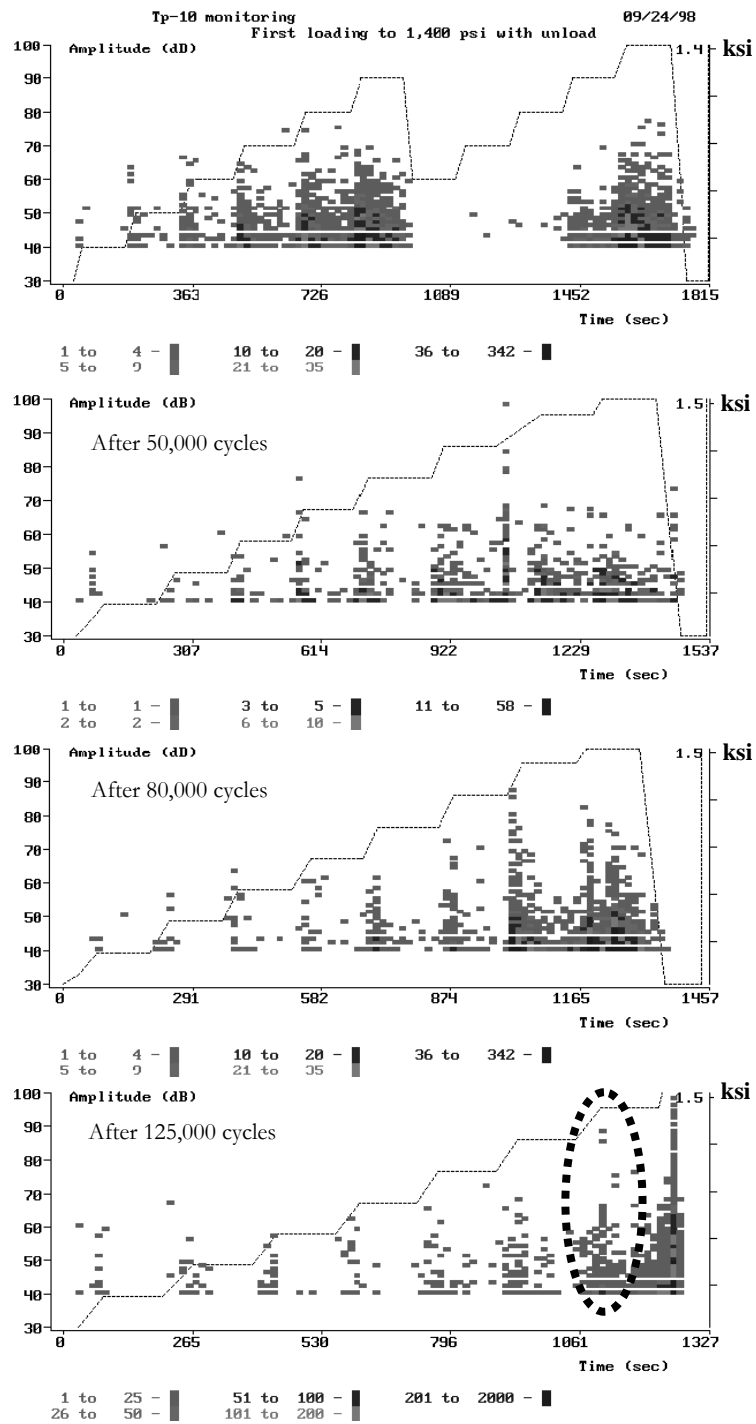 Tp-10 monitoring 09/24/98
First loading to 1,400 psi with unload
Amplitude (dD) 1.4 ksi
100
90
80
70
60
50
40
30
0 363 726 1089 1452 1815
Time (sec)
1 to 4 - 10 to 20 - 36 to 342 -
5 to 9 21 to 35 -
Amplitude (dB) 1.5 ksi
100
After 50,000 cycles
90
80
70
60
50
40
30
0 307 614 922 1229 1537
Time (sec)
1 to 1 - 3 to 5 - 11 to 58 -
2 to 2 - 6 to 10 -
Amplitude (dD) 1.5 ksi
100
After 80,000 cycles
90
80
70
60
50
40
30
0 291 582 874 1165 1457
Time (sec)
1 to 4 - 10 to 20 - 36 to 342 -
5 to 9 21 to 35
Amplitude (dB) 1.5 ksi
100
After 125,000 cycles
90
80
70
60
50
40
30
0 265 530 796 1061 1327
Time (sec)
1 to 25 - 51 to 100 - 201 to 2000 -
26 to 50 - 101 to 200 -